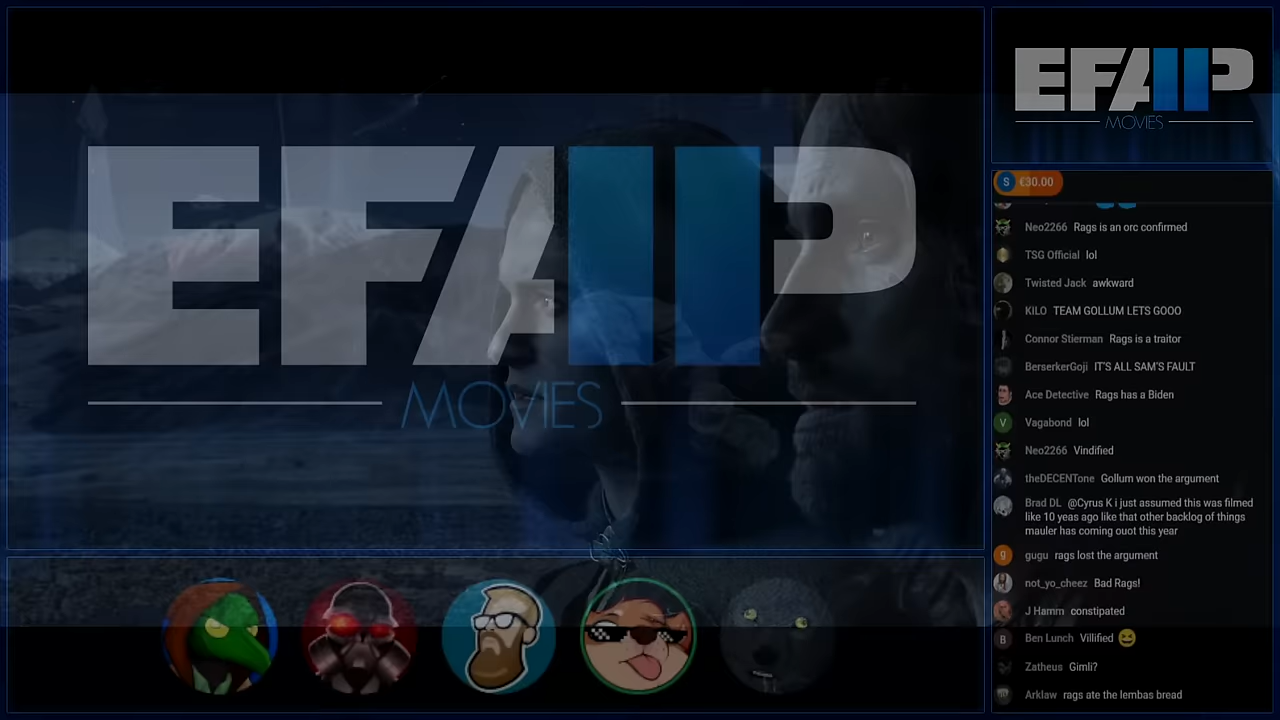 EFAP
MOVIES
EFAP
MOVIES
S €30.00
Neo2266 Rags is an orc confirmed
TSG Official lol
Twisted Jack awkward
KILO TEAM GOLLUM LETS GOOO
Connor Stierman Rags is a traitor
BerserkerGoji IT'S ALL SAM'S FAULT
Ace Detective Rags has a Biden
V Vagabond lol
Neo2266 Vindified
theDECENTone Gollum won the argument
Brad DL @Cyrus K i just assumed this was filmed
like 10 yeas ago like that other backlog of things
mauler has coming ouot this year
g gugu rags lost the argument
not_yo_cheez Bad Rags!
J Hamm constipated
B Ben Lunch Villified 😆
Zatheus Gimli?
Arklaw rags ate the lembas bread